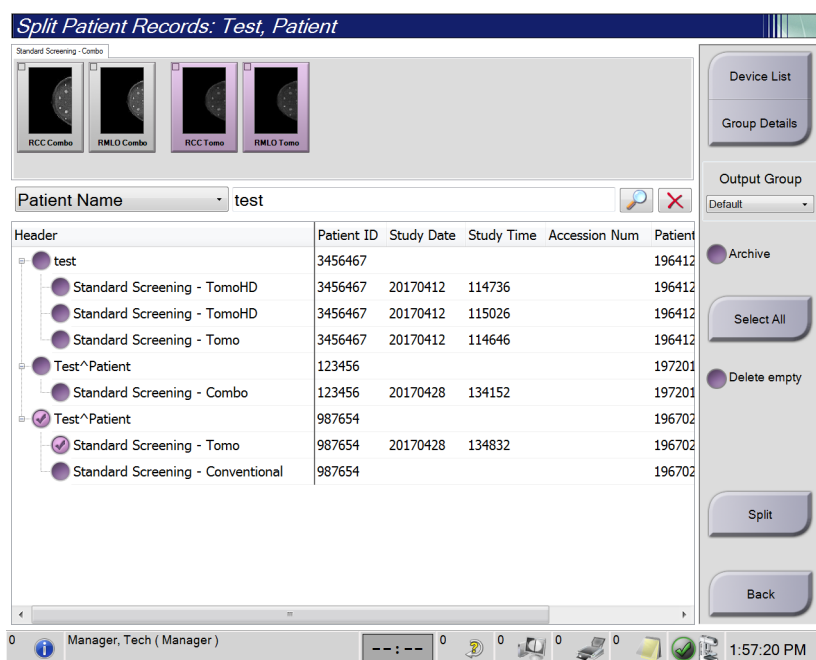 Split Patient Records: Test, Patient
Standard Screening - Combo
RCC Combo RMLO Combo RCC Tomo RMLO Tomo
Device List
Group Details
Output Group
Default
Patient Name test
Header Patient ID Study Date Study Time Accession Num Patient
test 3456467 196412
Standard Screening - TomoHD 3456467 20170412 114736 196412
Standard Screening - TomoHD 3456467 20170412 115026 196412
Standard Screening - Tomo 3456467 20170412 114646 196412
Test^Patient 123456 197201
Standard Screening - Combo 123456 20170428 134152 197201
Test^Patient 987654 196702
Standard Screening - Tomo 987654 20170428 134832 196702
Standard Screening - Conventional 987654 196702
Archive
Select All
Delete empty
Split
Back
0 Manager, Tech ( Manager ) --:-- 0 0 0 0 1:57:20 PM